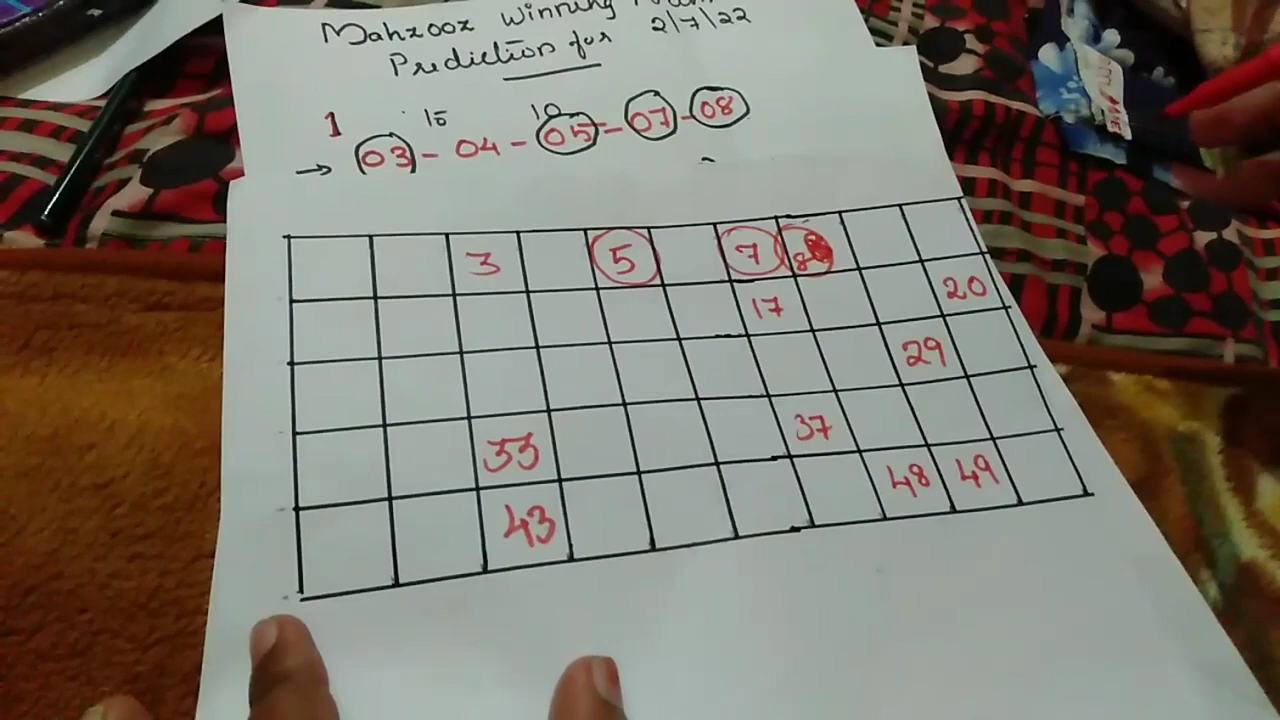 Mahzooz winning
Prediction for 2/7/22
1 15 10
→ 03 - 04 - 05 - 07 - 08
3 5 7 8
17 20
29
33 37
43 48 49